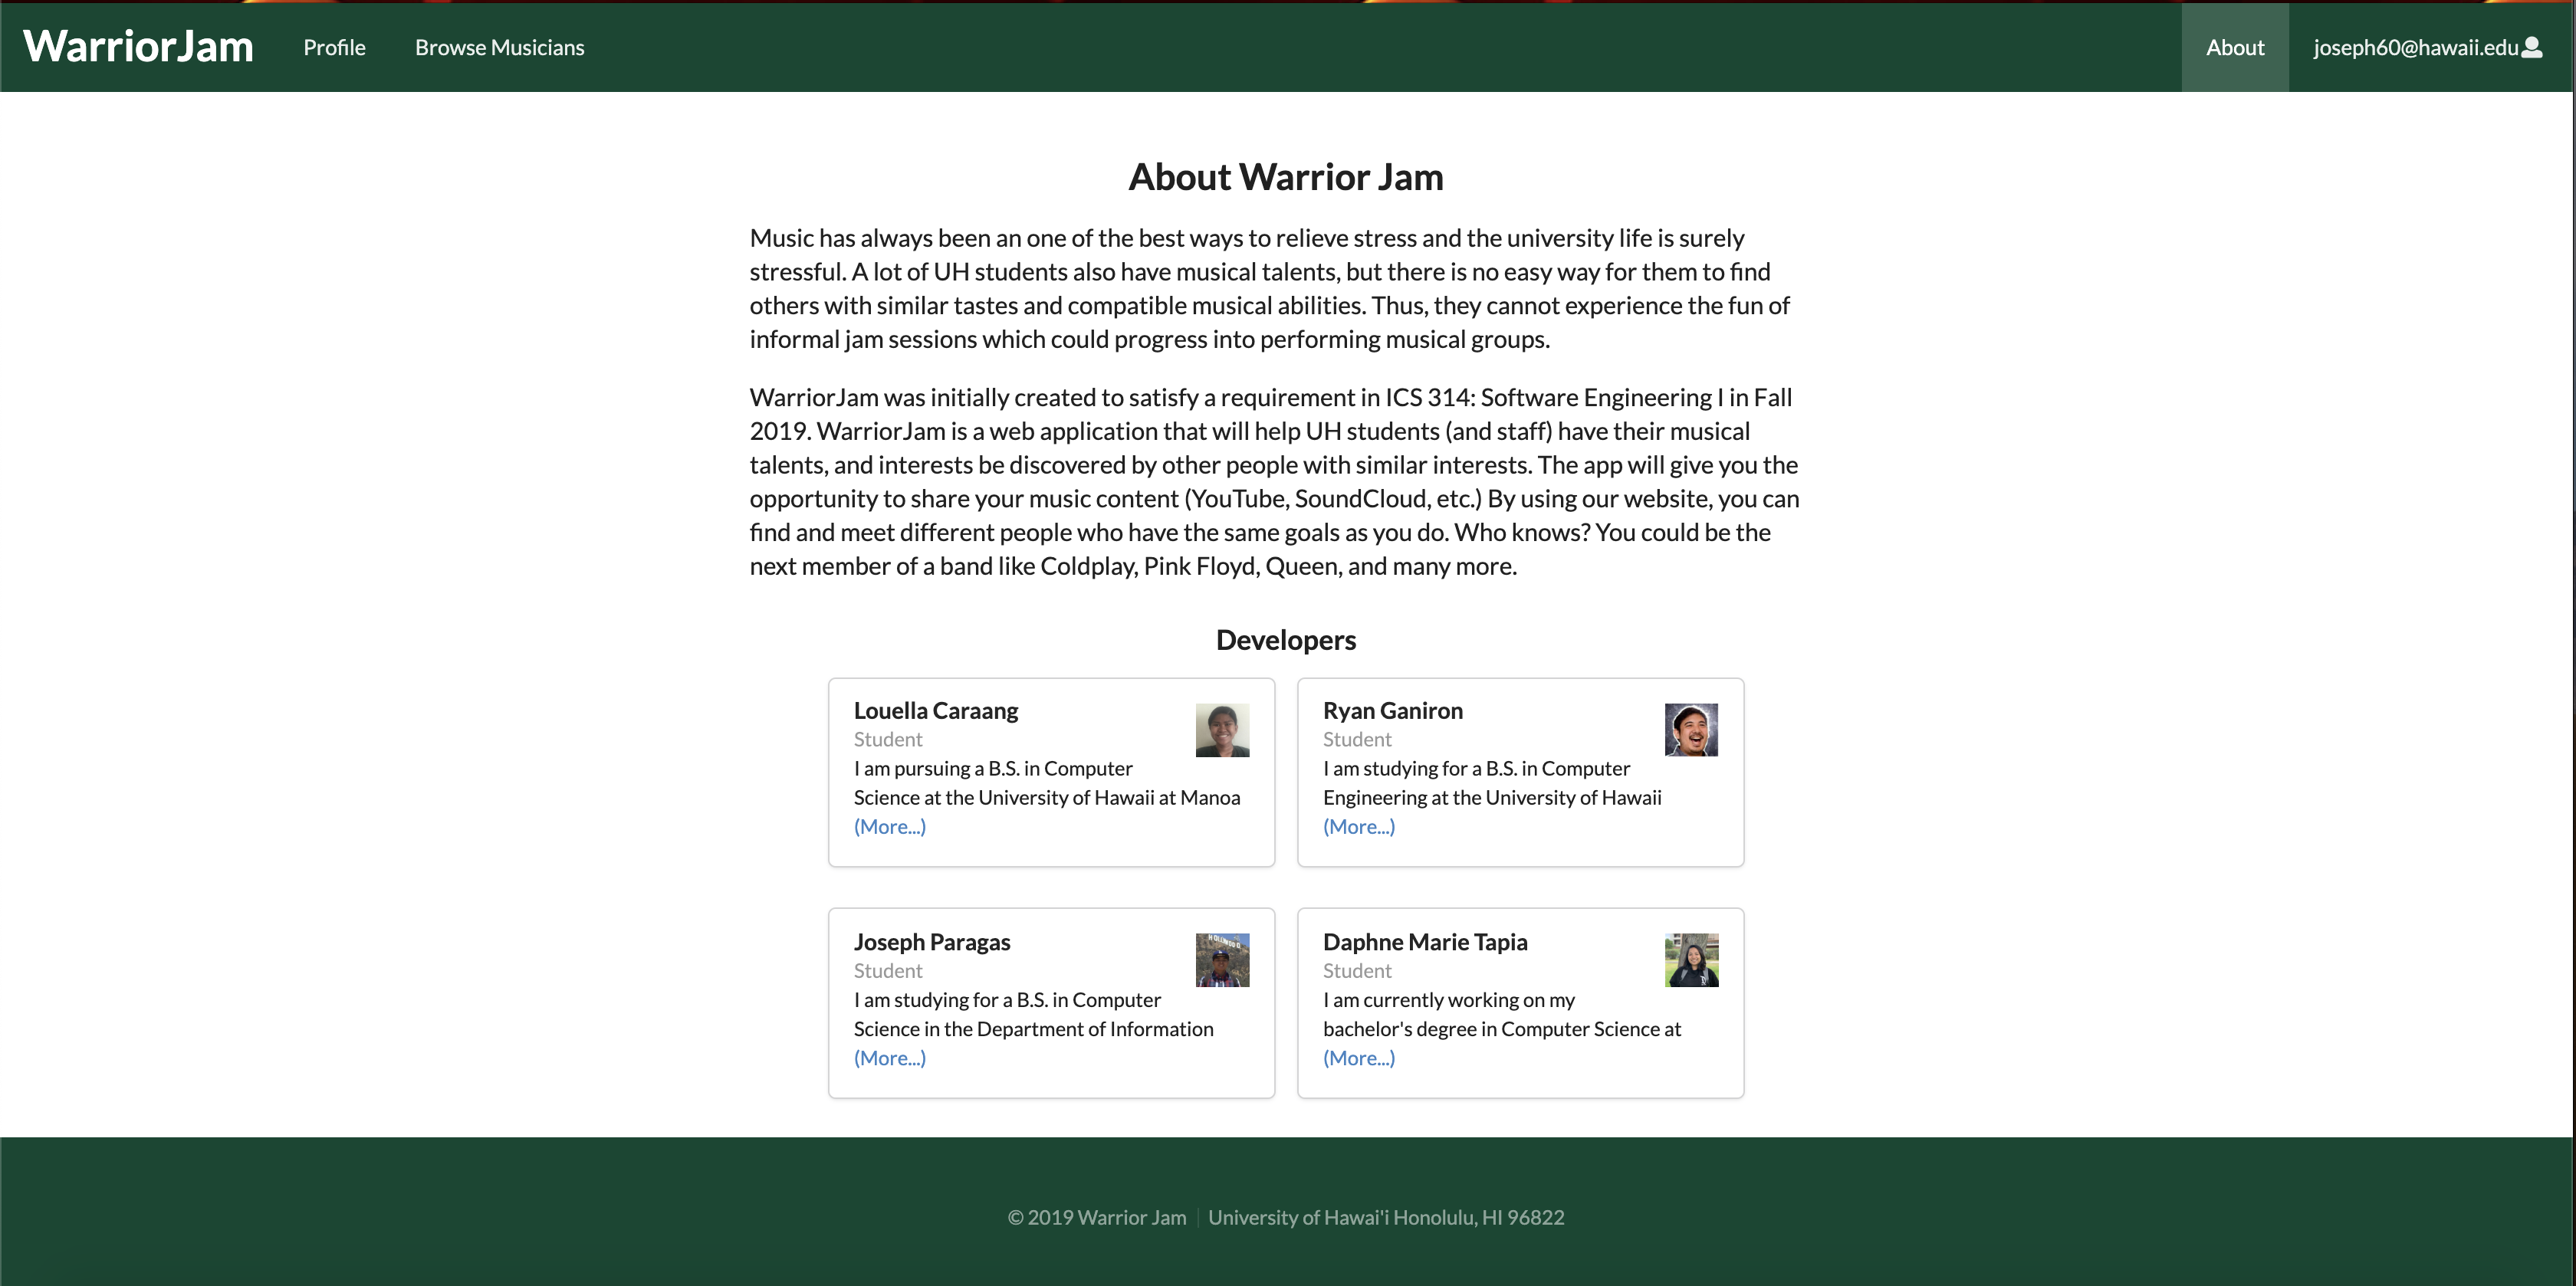 WarriorJam Profile Browse Musicians About joseph60@hawaii.edu
About Warrior Jam
Music has always been an one of the best ways to relieve stress and the university life is surely
stressful. A lot of UH students also have musical talents, but there is no easy way for them to find
others with similar tastes and compatible musical abilities. Thus, they cannot experience the fun of
informal jam sessions which could progress into performing musical groups.
WarriorJam was initially created to satisfy a requirement in ICS 314: Software Engineering I in Fall
2019. WarriorJam is a web application that will help UH students (and staff) have their musical
talents, and interests be discovered by other people with similar interests. The app will give you the
opportunity to share your music content (YouTube, SoundCloud, etc.) By using our website, you can
find and meet different people who have the same goals as you do. Who knows? You could be the
next member of a band like Coldplay, Pink Floyd, Queen, and many more.
Developers
Louella Caraang
Student
I am pursuing a B.S. in Computer
Science at the University of Hawaii at Manoa
(More...)
Ryan Ganiron
Student
I am studying for a B.S. in Computer
Engineering at the University of Hawaii
(More...)
Joseph Paragas
Student
I am studying for a B.S. in Computer
Science in the Department of Information
(More...)
Daphne Marie Tapia
Student
I am currently working on my
bachelor's degree in Computer Science at
(More...)
© 2019 Warrior Jam University of Hawai'i Honolulu, HI 96822